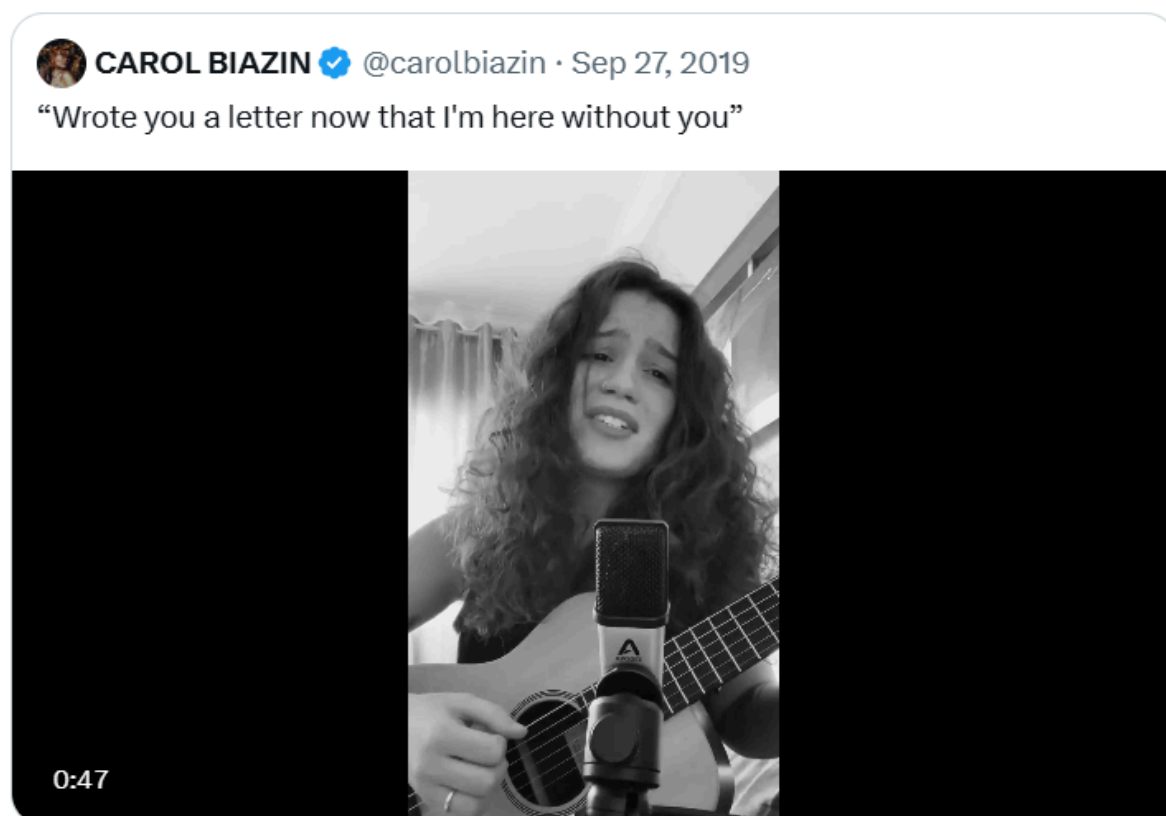 CAROL BIAZIN @carolbiazin · Sep 27, 2019
“Wrote you a letter now that I'm here without you”
0:47